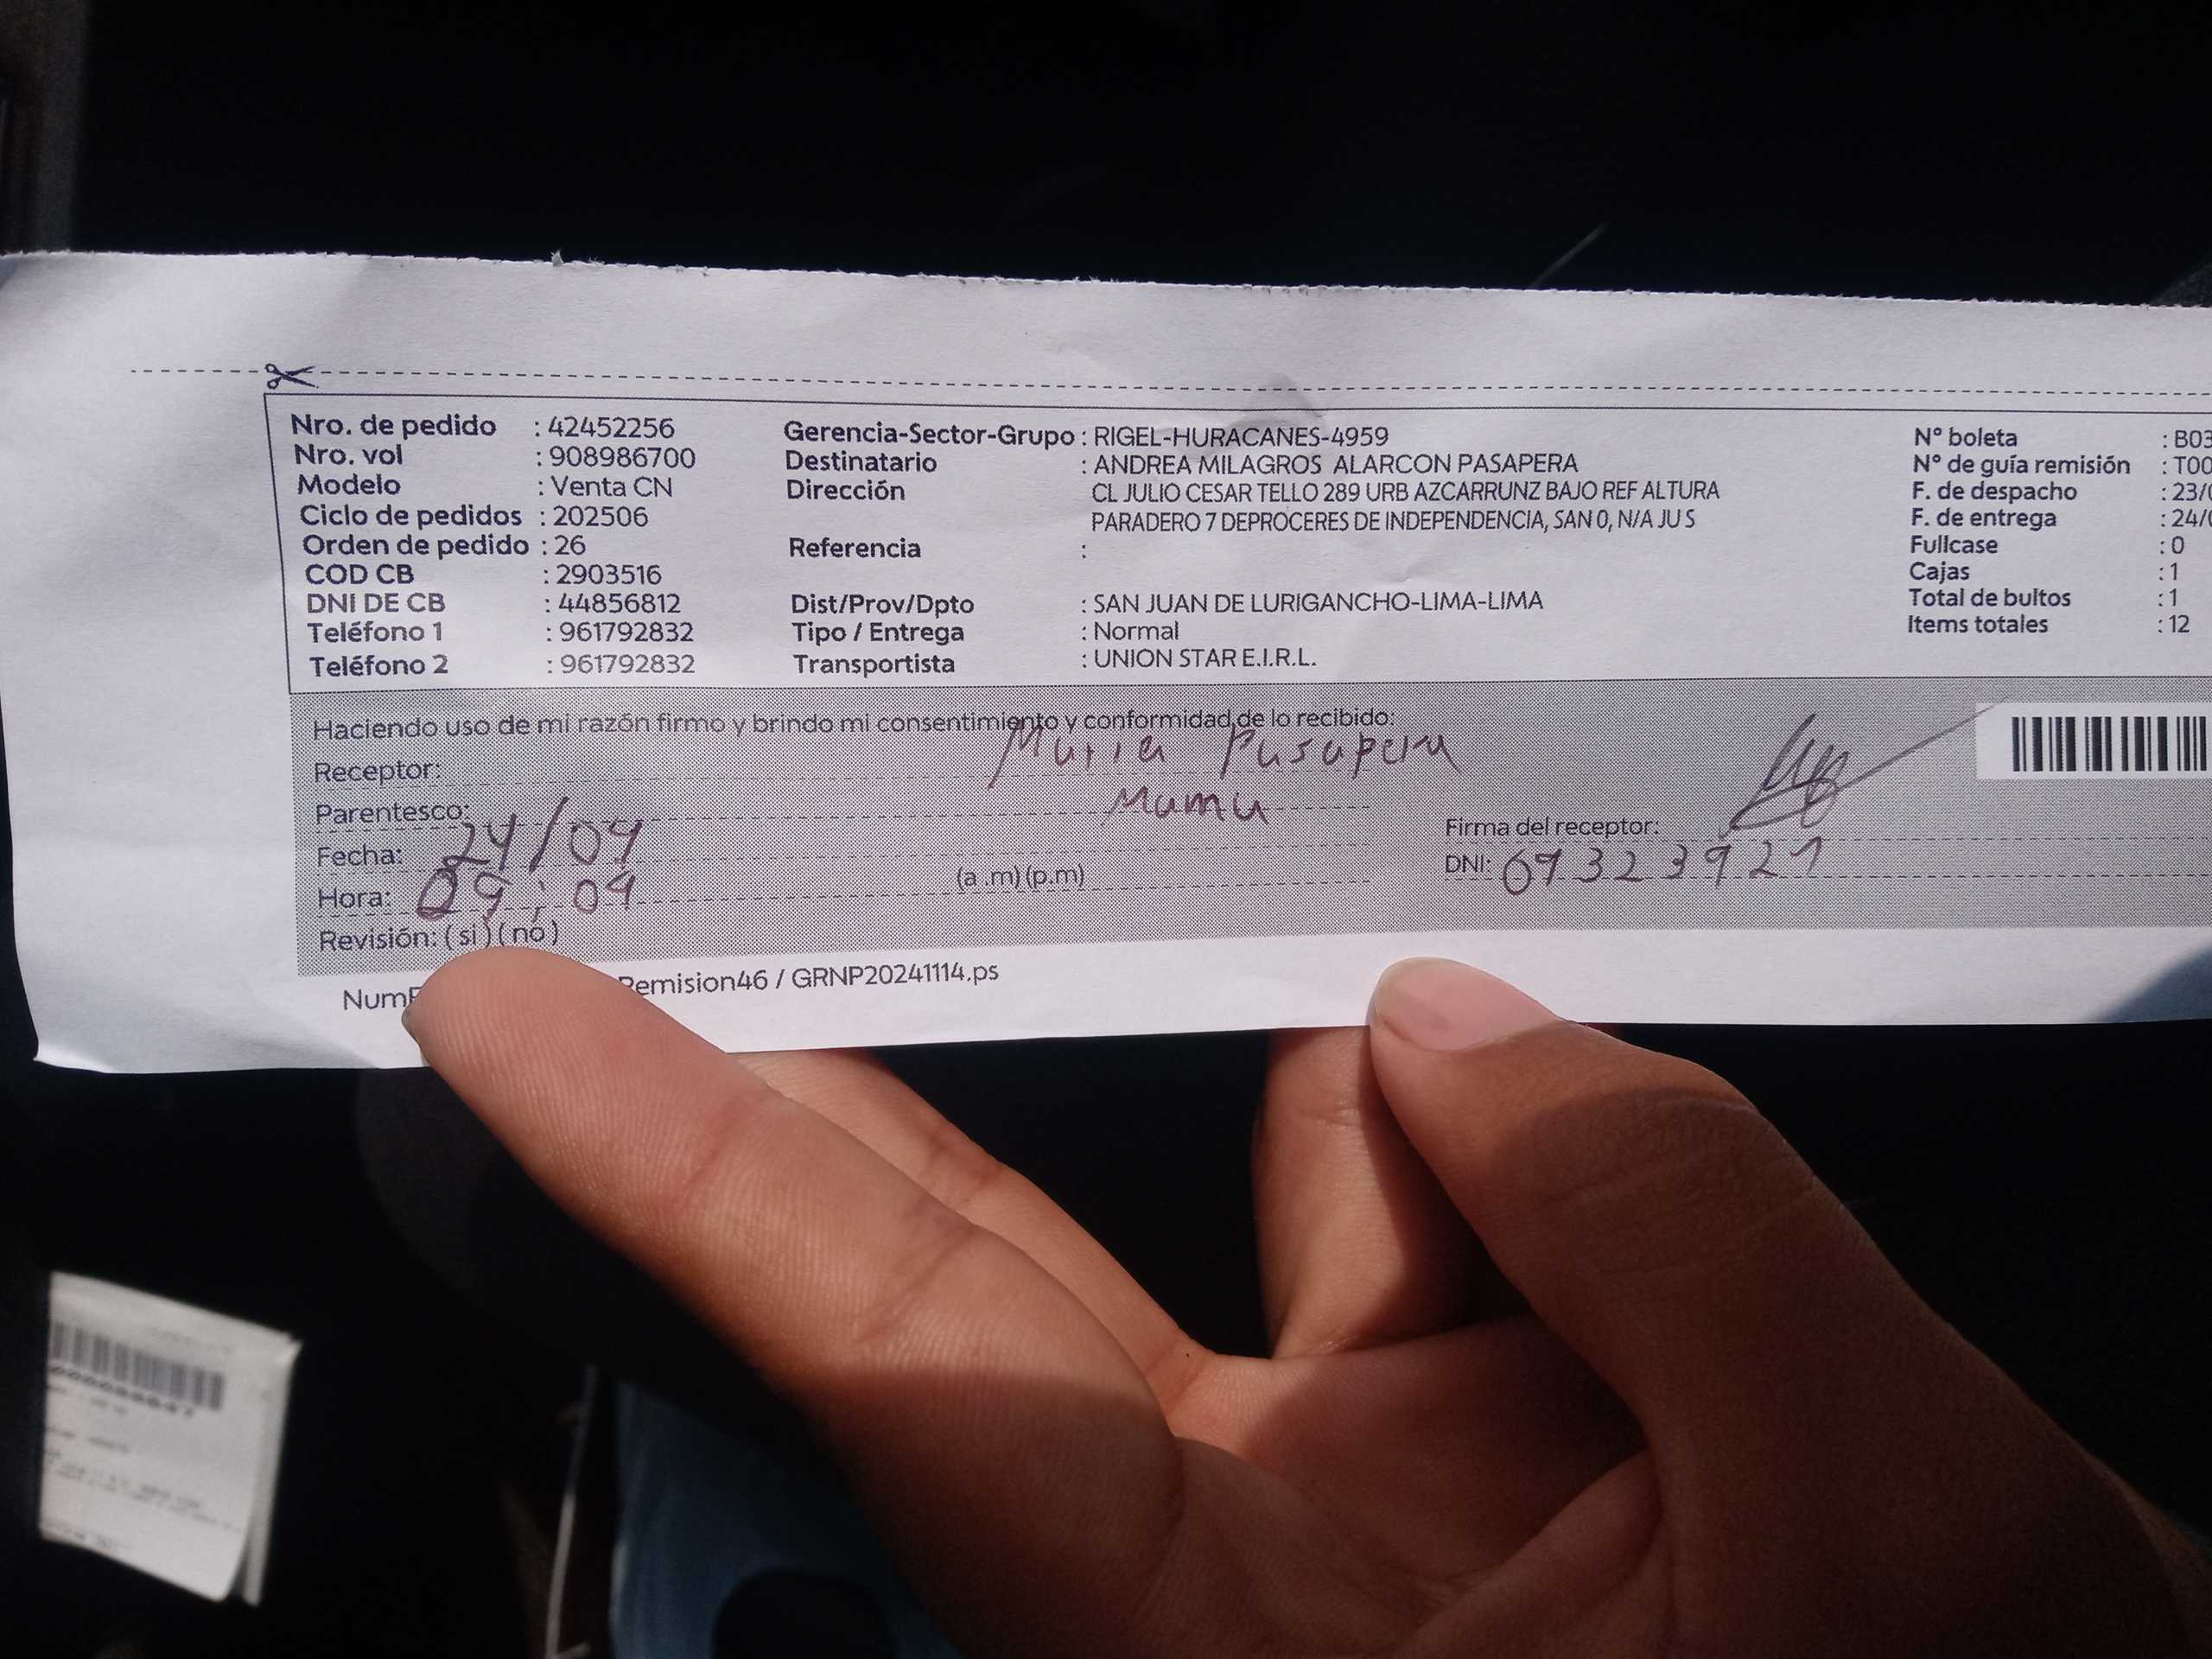 Nro. de pedido : 42452256
Nro. vol : 908986700
Modelo : Venta CN
Ciclo de pedidos : 202506
Orden de pedido : 26
COD CB : 2903516
DNI DE CB : 44856812
Teléfono 1 : 961792832
Teléfono 2 : 961792832
Gerencia-Sector-Grupo : RIGEL-HURACANES-4959
Destinatario : ANDREA MILAGROS ALARCON PASAPERA
Dirección CL JULIO CESAR TELLO 289 URB AZCARRUNZ BAJO REF ALTURA
PARADERO 7 DEPROCERES DE INDEPENDENCIA, SAN 0, N/A JU S
Referencia :
Dist/Prov/Dpto : SAN JUAN DE LURIGANCHO-LIMA-LIMA
Tipo / Entrega : Normal
Transportista : UNION STAR E.I.R.L.
N° boleta : B03
N° de guía remisión : T00
F. de despacho : 23/
F. de entrega : 24/
Fullcase : 0
Cajas : 1
Total de bultos : 1
Items totales : 12
Haciendo uso de mi razón firmo y brindo mi consentimiento y conformidad de lo recibido:
Receptor: Maria Pasapera
Parentesco: Mama
Fecha: 24/04
Hora: 09:09 (a .m) (p.m)
Revisión: (si) (no)
Firma del receptor:
DNI: 09323921
Remision46 / GRNP20241114.ps